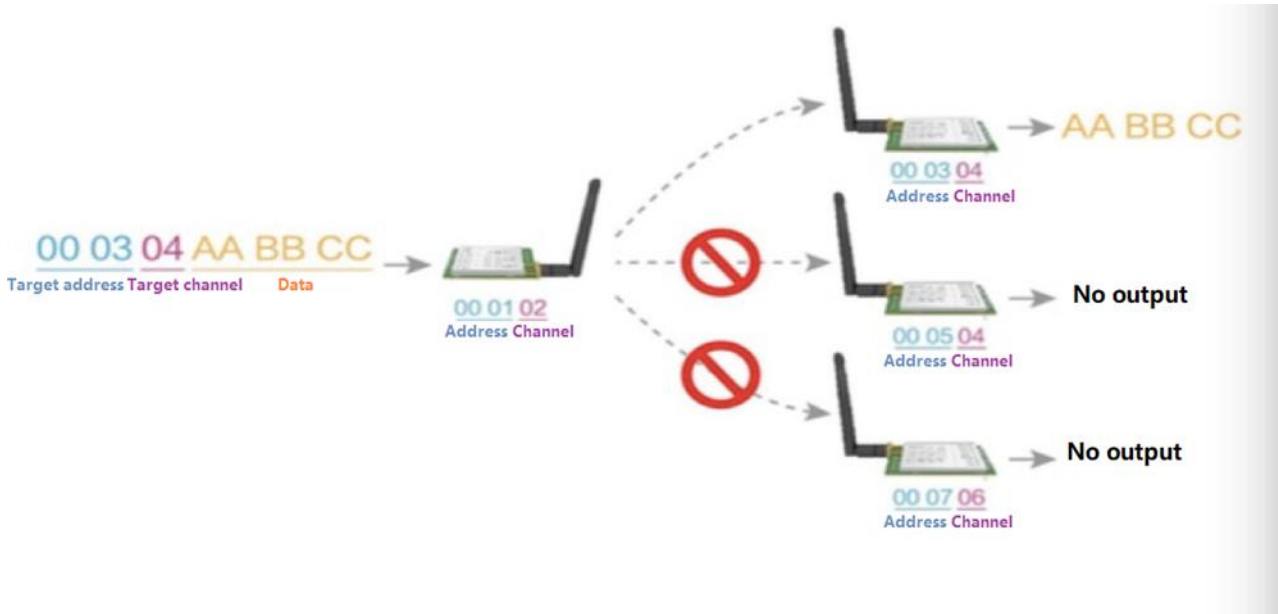 00 03 04 AA BB CC
Target address Target channel Data
00 01 02
Address Channel
AA BB CC
00 03 04
Address Channel
No output
00 05 04
Address Channel
No output
00 07 06
Address Channel